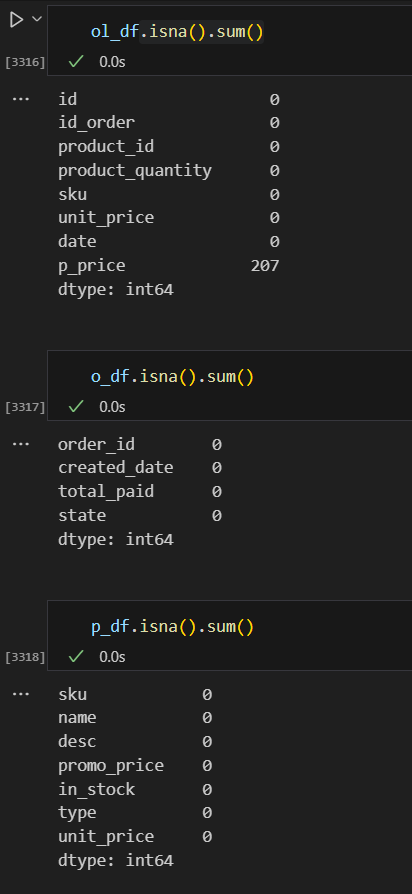 ol_df.isna().sum()
[3316] ✓ 0.0s
... id 0
id_order 0
product_id 0
product_quantity 0
sku 0
unit_price 0
date 0
p_price 207
dtype: int64
o_df.isna().sum()
[3317] ✓ 0.0s
... order_id 0
created_date 0
total_paid 0
state 0
dtype: int64
p_df.isna().sum()
[3318] ✓ 0.0s
... sku 0
name 0
desc 0
promo_price 0
in_stock 0
type 0
unit_price 0
dtype: int64